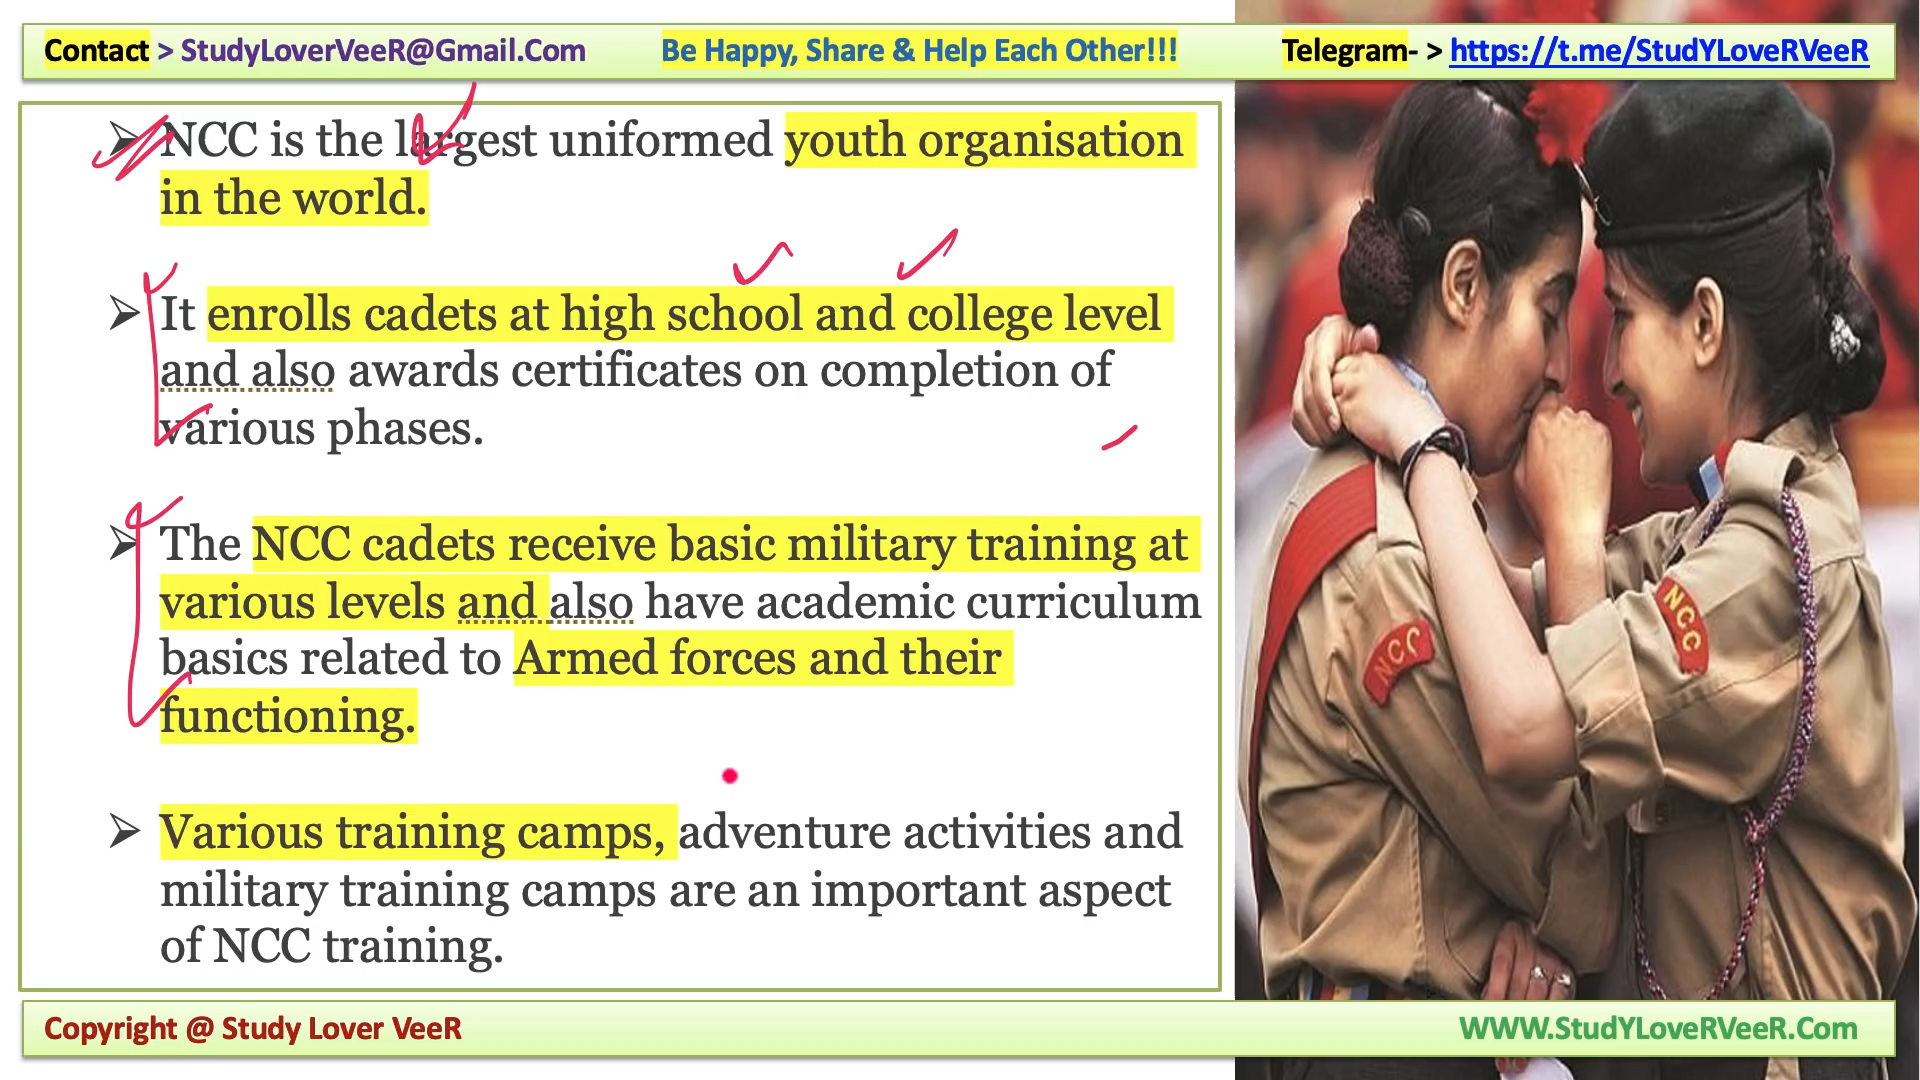 Contact > StudyLoverVeeR@Gmail.Com Be Happy, Share & Help Each Other!!! Telegram- > https://t.me/StudYLoveRVeeR
➢ NCC is the largest uniformed youth organisation
in the world.
➢ It enrolls cadets at high school and college level
and also awards certificates on completion of
various phases.
➢ The NCC cadets receive basic military training at
various levels and also have academic curriculum
basics related to Armed forces and their
functioning.
➢ Various training camps, adventure activities and
military training camps are an important aspect
of NCC training.
NCC
NCC
Copyright @ Study Lover VeeR WWW.StudYLoveRVeeR.Com